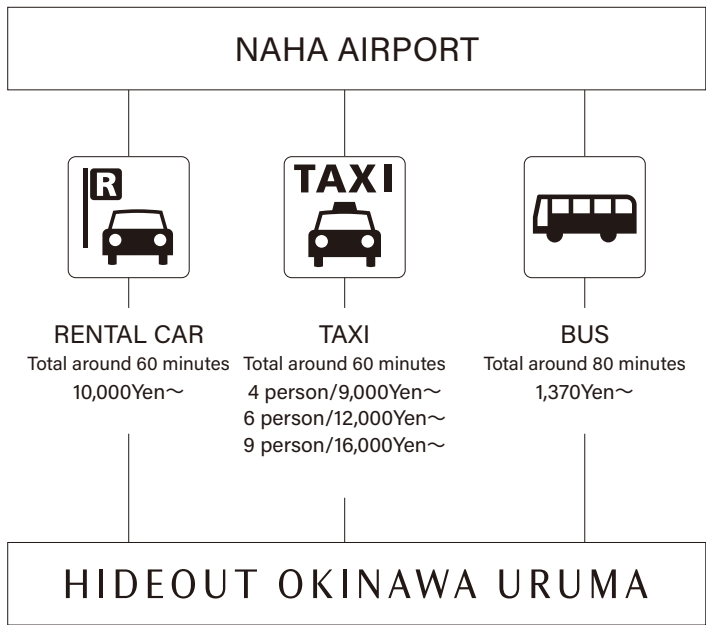 NAHA AIRPORT
R
TAXI
RENTAL CAR
Total around 60 minutes
10,000Yen〜
TAXI
Total around 60 minutes
4 person/9,000Yen〜
6 person/12,000Yen〜
9 person/16,000Yen〜
BUS
Total around 80 minutes
1,370Yen〜
HIDEOUT OKINAWA URUMA